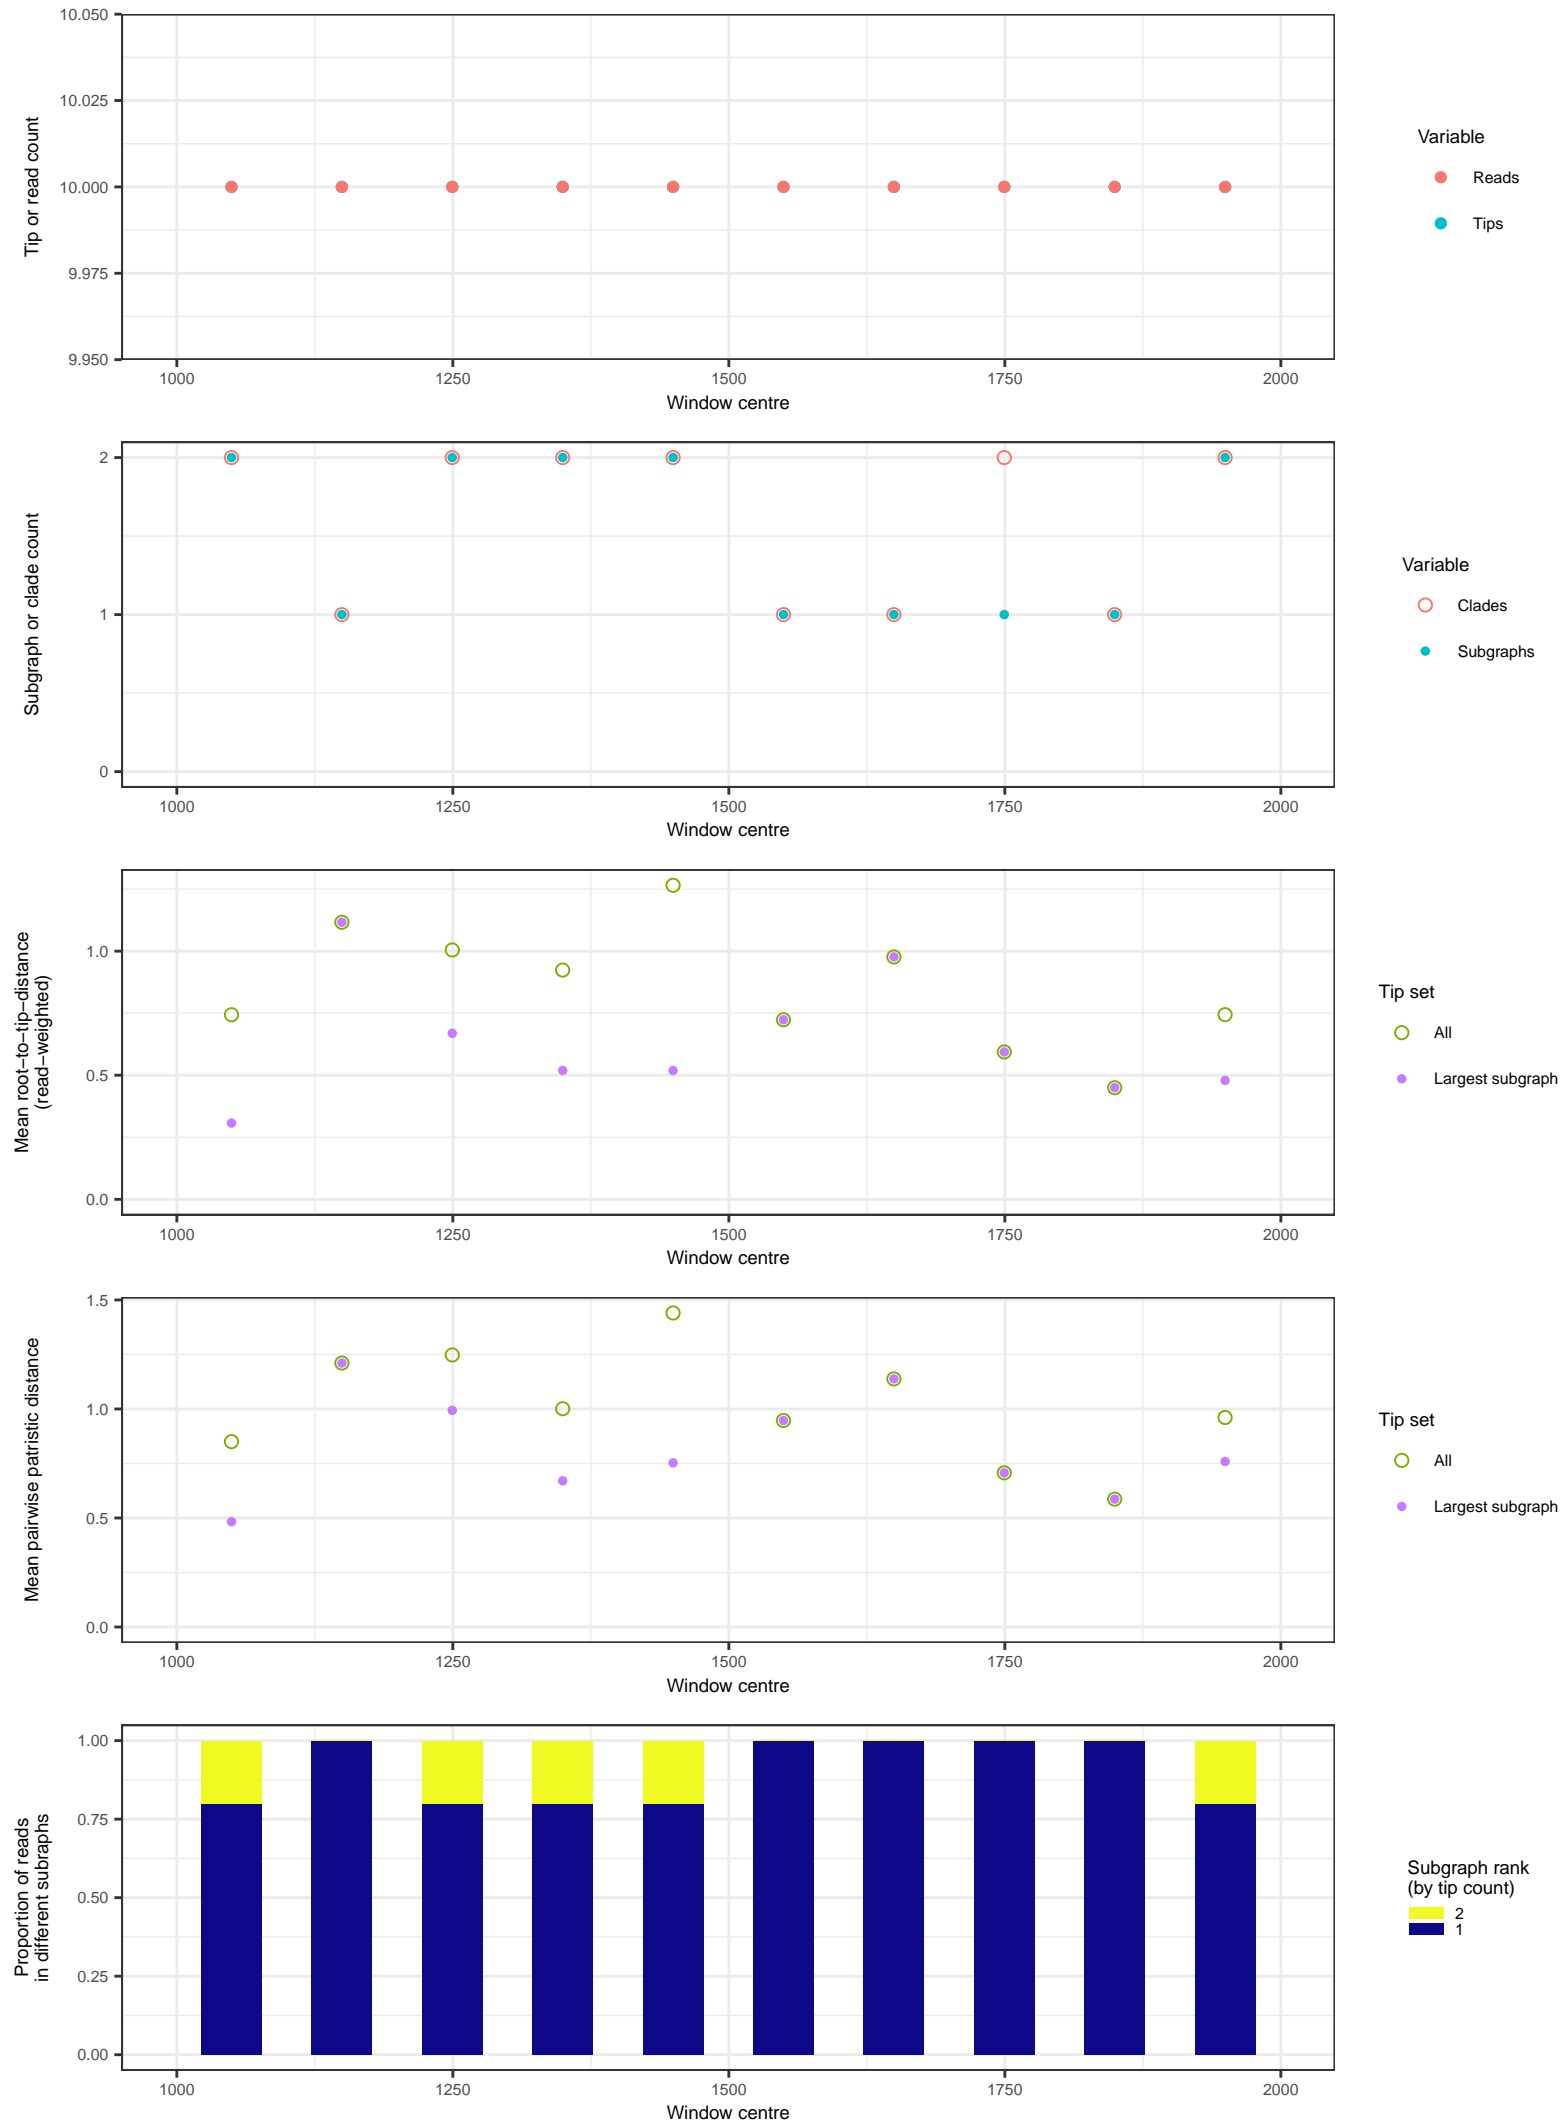 10.050
10.025
10.000
9.975
9.950
Tip or read count
1000 1250 1500 1750 2000
Window centre
Variable
Reads
Tips
2
1
0
Subgraph or clade count
1000 1250 1500 1750 2000
Window centre
Variable
Clades
Subgraphs
1.0
0.5
0.0
Mean root−to−tip−distance
(read−weighted)
1000 1250 1500 1750 2000
Window centre
Tip set
All
Largest subgraph
1.5
1.0
0.5
0.0
Mean pairwise patristic distance
1000 1250 1500 1750 2000
Window centre
Tip set
All
Largest subgraph
1.00
0.75
0.50
0.25
0.00
Proportion of reads
in different subraphs
1000 1250 1500 1750 2000
Window centre
Subgraph rank
(by tip count)
2
1